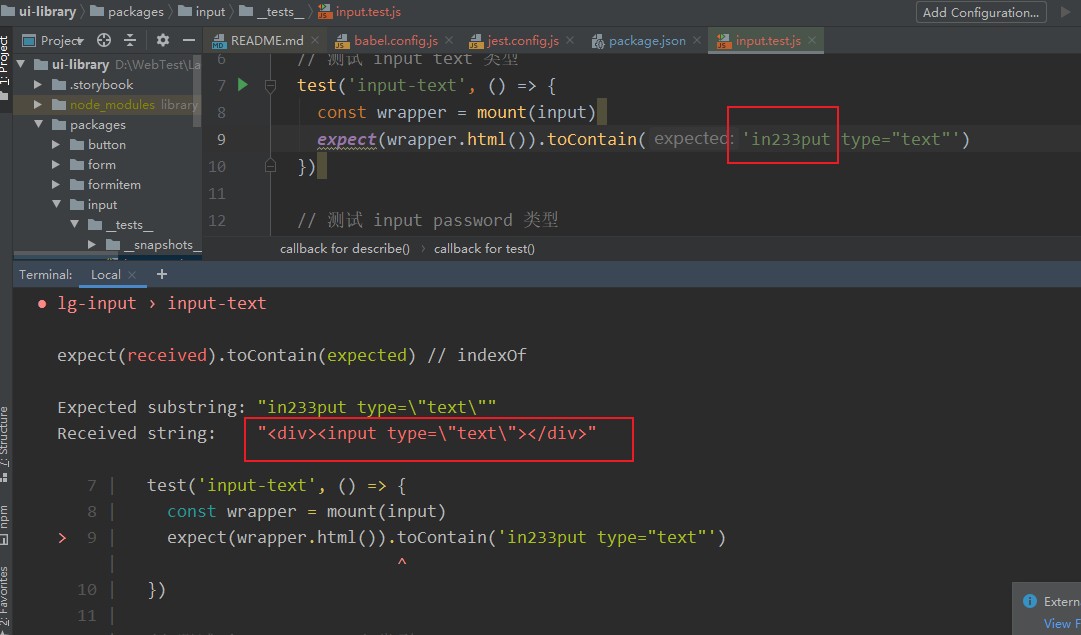 ui-library packages input __tests__ input.test.js Add Configuration...
Project README.md babel.config.js jest.config.js package.json input.test.js
1: Project
ui-library D:\WebTest\La
.storybook
node_modules library
packages
button
form
formitem
input
__tests__
__snapshots__
6 // 测试 input text 类型
7 test('input-text', () => {
8 const wrapper = mount(input)
9 expect(wrapper.html()).toContain( expected: 'in233put type="text"')
10 })
11
12 // 测试 input password 类型
callback for describe() callback for test()
Terminal: Local +
● lg-input › input-text
expect(received).toContain(expected) // indexOf
Expected substring: "in233put type=\"text\""
Received string: "<div><input type=\"text\"></div>"
7 | test('input-text', () => {
8 | const wrapper = mount(input)
> 9 | expect(wrapper.html()).toContain('in233put type="text"')
| ^
10 | })
11 |
7: Structure
npm
2: Favorites
Extern
View F